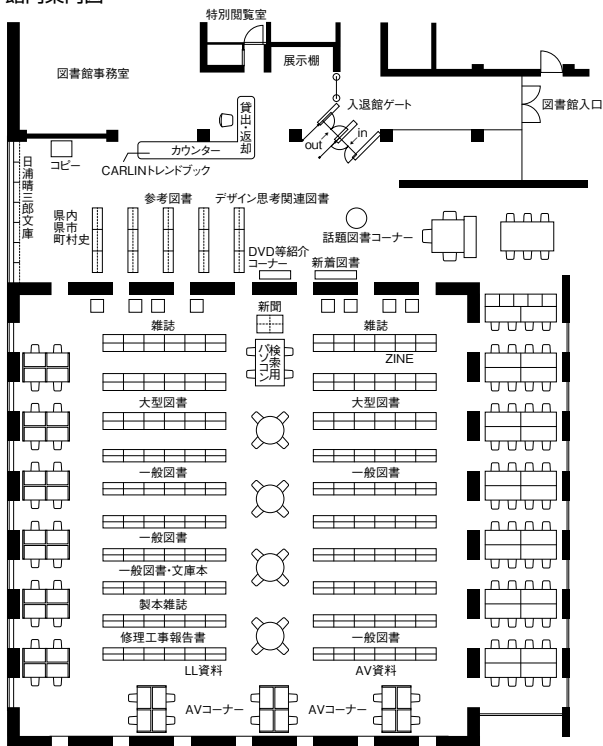 館内案内図
特別閲覧室
展示棚
図書館事務室
入退館ゲート
図書館入口
貸出・返却
in
out
カウンター
コピー
CARLINトレンドブック
日浦晴三郎文庫
参考図書
デザイン思考関連図書
県内
県市
町村史
話題図書コーナー
DVD等紹介
コーナー
新着図書
新聞
雑誌
雑誌
検索用
パソコン
ZINE
大型図書
大型図書
一般図書
一般図書
一般図書
一般図書・文庫本
製本雑誌
修理工事報告書
一般図書
LL資料
AV資料
AVコーナー
AVコーナー